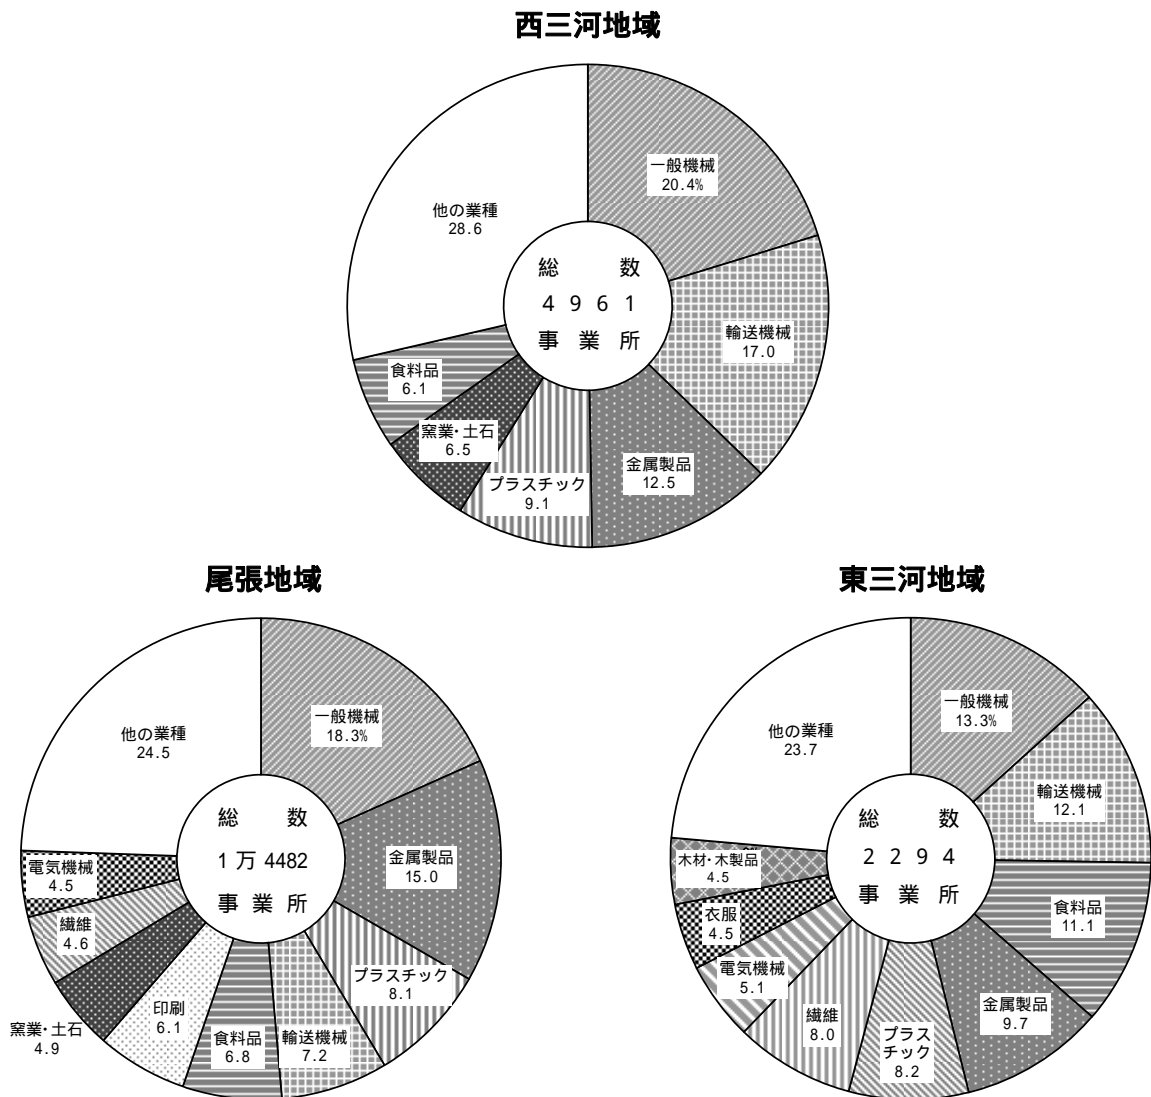 西三河地域
一般機械
20.4%
輸送機械
17.0
金属製品
12.5
プラスチック
9.1
窯業・土石
6.5
食料品
6.1
他の業種
28.6
総 数
4 9 6 1
事 業 所
尾張地域
一般機械
18.3%
金属製品
15.0
プラスチック
8.1
輸送機械
7.2
食料品
6.8
印刷
6.1
窯業・土石
4.9
繊維
4.6
電気機械
4.5
他の業種
24.5
総 数
1 万 4482
事 業 所
東三河地域
一般機械
13.3%
輸送機械
12.1
食料品
11.1
金属製品
9.7
プラス
チック
8.2
繊維
8.0
電気機械
5.1
衣服
4.5
木材・木製品
4.5
他の業種
23.7
総 数
2 2 9 4
事 業 所